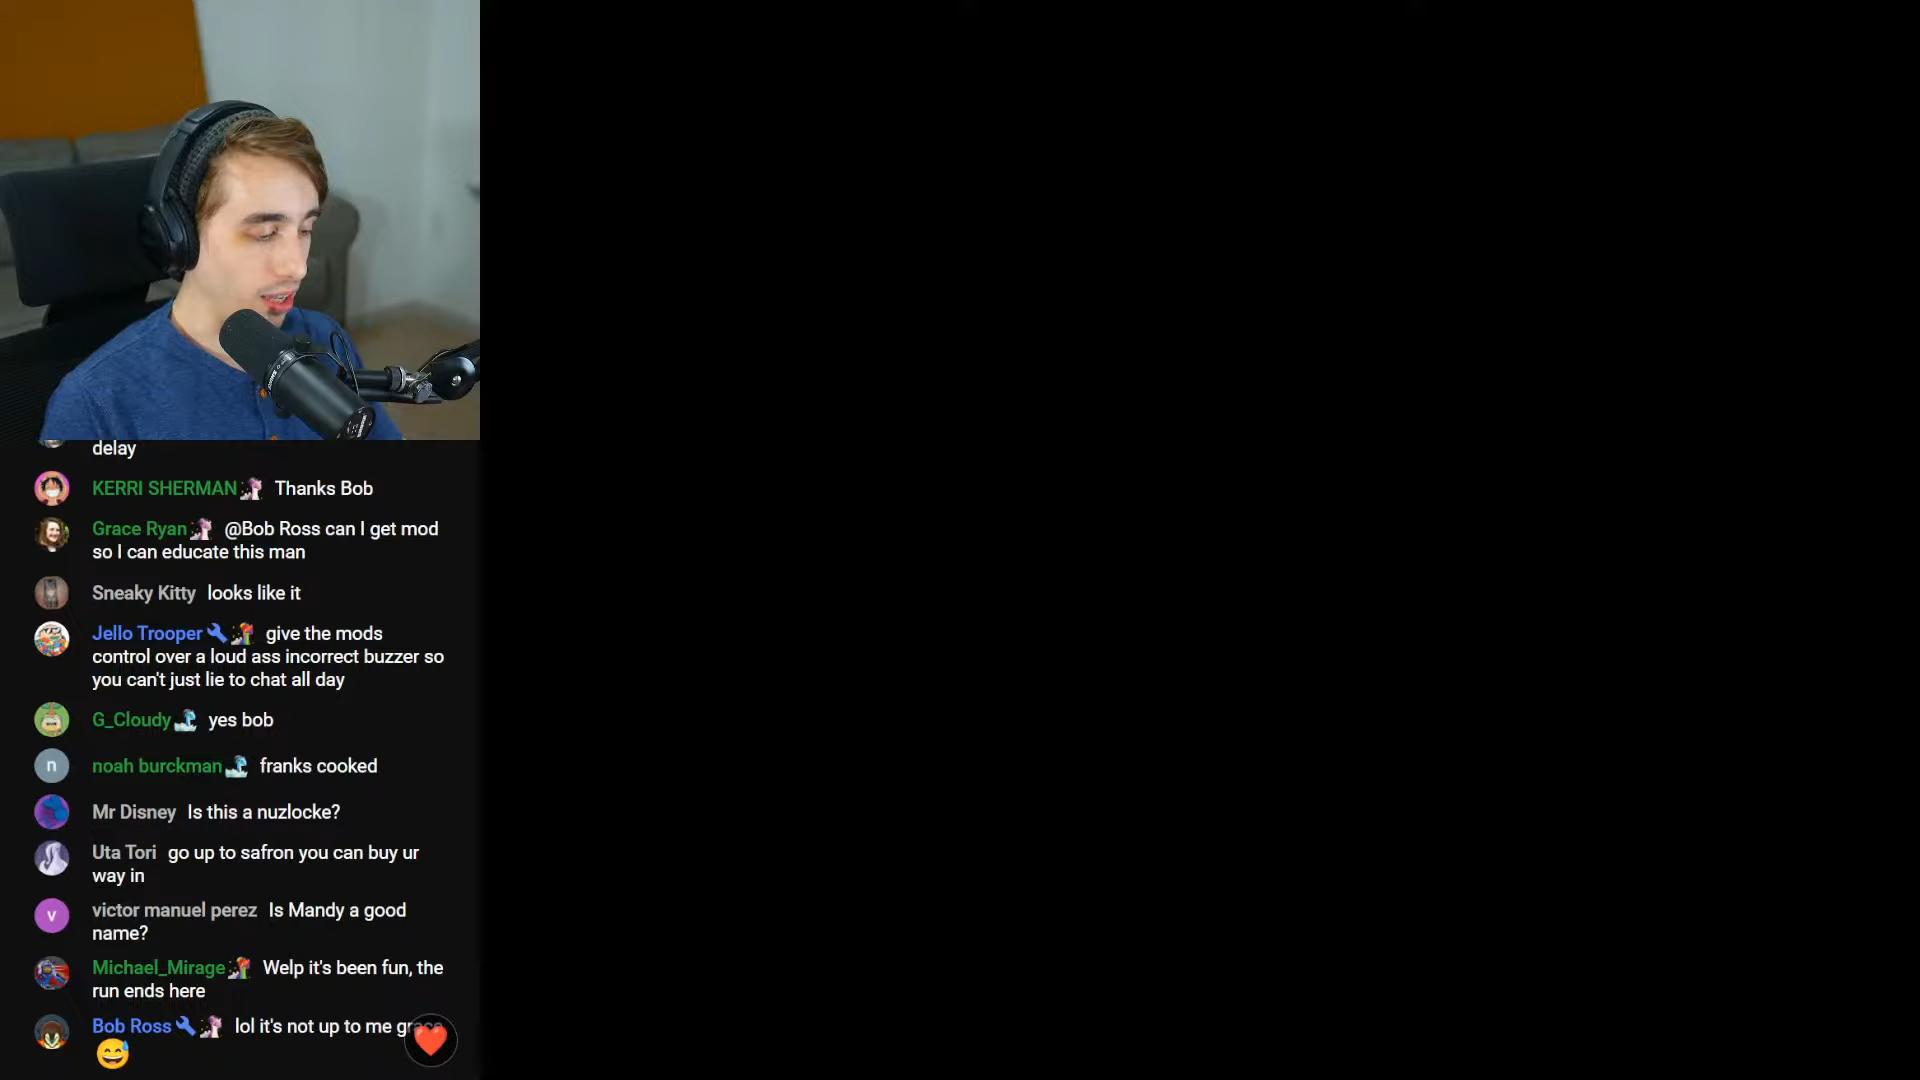 delay
KERRI SHERMAN Thanks Bob
Grace Ryan @Bob Ross can I get mod
so I can educate this man
Sneaky Kitty looks like it
Jello Trooper give the mods
control over a loud ass incorrect buzzer so
you can't just lie to chat all day
G_Cloudy yes bob
n
noah burckman franks cooked
Mr Disney Is this a nuzlocke?
Uta Tori go up to safron you can buy ur
way in
v
victor manuel perez Is Mandy a good
name?
Michael_Mirage Welp it's been fun, the
run ends here
Bob Ross lol it's not up to me grace